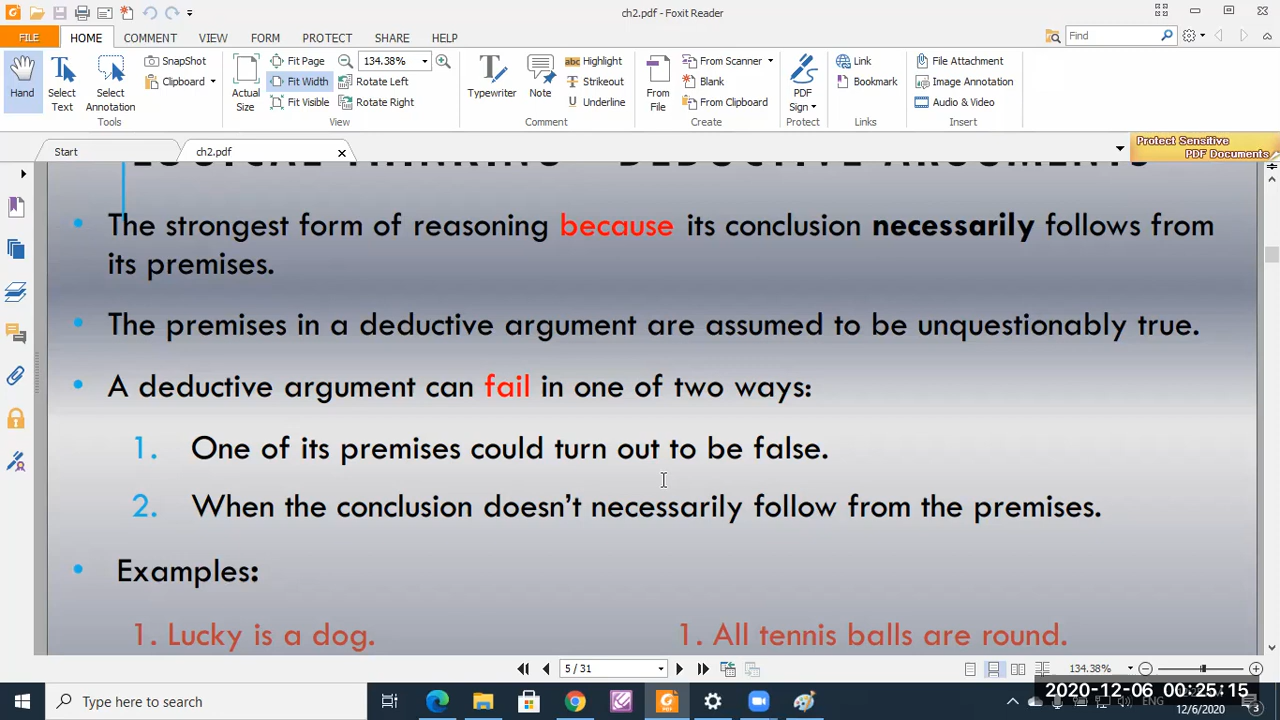 ch2.pdf - Foxit Reader
FILE HOME COMMENT VIEW FORM PROTECT SHARE HELP
Find
Hand
Select Text
Select Annotation
SnapShot
Clipboard
Tools
Actual Size
Fit Page
Fit Width
Fit Visible
134.38%
Rotate Left
Rotate Right
View
Typewriter
Note
Highlight
Strikeout
Underline
Comment
From File
From Scanner
Blank
From Clipboard
Create
PDF Sign
Protect
Link
Bookmark
Links
File Attachment
Image Annotation
Audio & Video
Insert
Start
ch2.pdf
Protect Sensitive
PDF Documents
LOGICAL THINKING DEDUCTIVE ARGUMENTS
• The strongest form of reasoning because its conclusion necessarily follows from
its premises.
• The premises in a deductive argument are assumed to be unquestionably true.
• A deductive argument can fail in one of two ways:
1. One of its premises could turn out to be false.
2. When the conclusion doesn't necessarily follow from the premises.
• Examples:
1. Lucky is a dog. 1. All tennis balls are round.
5 / 31
134.38%
Type here to search
2020-12-06 00:25:15
12/6/2020
3